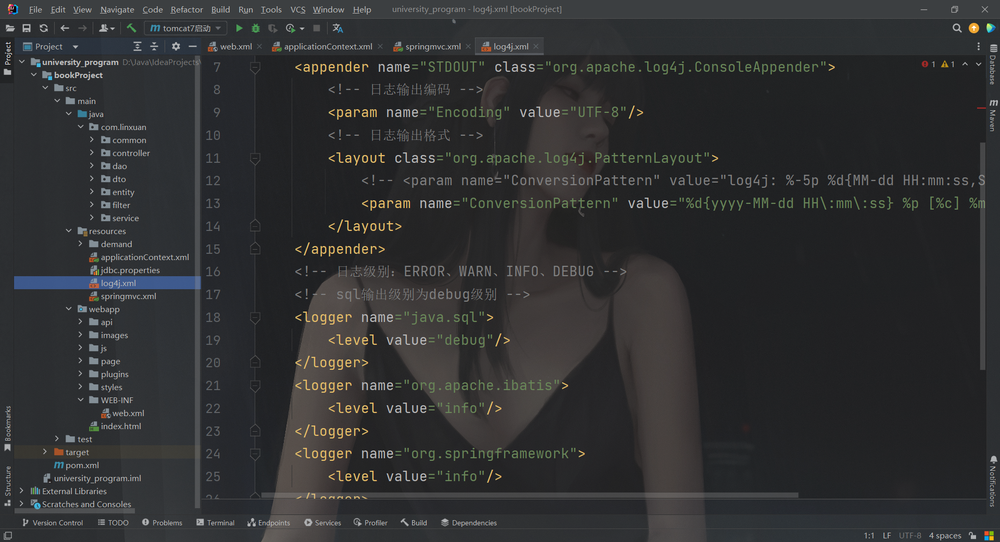 File Edit View Navigate Code Refactor Build Run Tools VCS Window Help university_program - log4j.xml [bookProject]
tomcat7启动
Project
web.xml applicationContext.xml springmvc.xml log4j.xml
Project
university_program D:\Java\IdeaProjects\
bookProject
src
main
java
com.linxuan
common
controller
dao
dto
entity
filter
service
resources
demand
applicationContext.xml
jdbc.properties
log4j.xml
springmvc.xml
webapp
api
images
js
page
plugins
styles
WEB-INF
web.xml
index.html
test
target
pom.xml
university_program.iml
External Libraries
Scratches and Consoles
Bookmarks
Structure
7 <appender name="STDOUT" class="org.apache.log4j.ConsoleAppender">
8 <!-- 日志输出编码 -->
9 <param name="Encoding" value="UTF-8"/>
10 <!-- 日志输出格式 -->
11 <layout class="org.apache.log4j.PatternLayout">
12 <!-- <param name="ConversionPattern" value="log4j: %-5p %d{MM-dd HH:mm:ss,S
13 <param name="ConversionPattern" value="%d{yyyy-MM-dd HH\:mm\:ss} %p [%c] %m
14 </layout>
15 </appender>
16 <!-- 日志级别：ERROR、WARN、INFO、DEBUG -->
17 <!-- sql输出级别为debug级别 -->
18 <logger name="java.sql">
19 <level value="debug"/>
20 </logger>
21 <logger name="org.apache.ibatis">
22 <level value="info"/>
23 </logger>
24 <logger name="org.springframework">
25 <level value="info"/>
26 </logger>
1 1
Database
Maven
Notifications
Version Control TODO Problems Terminal Endpoints Services Profiler Build Dependencies
1:1 LF UTF-8 4 spaces